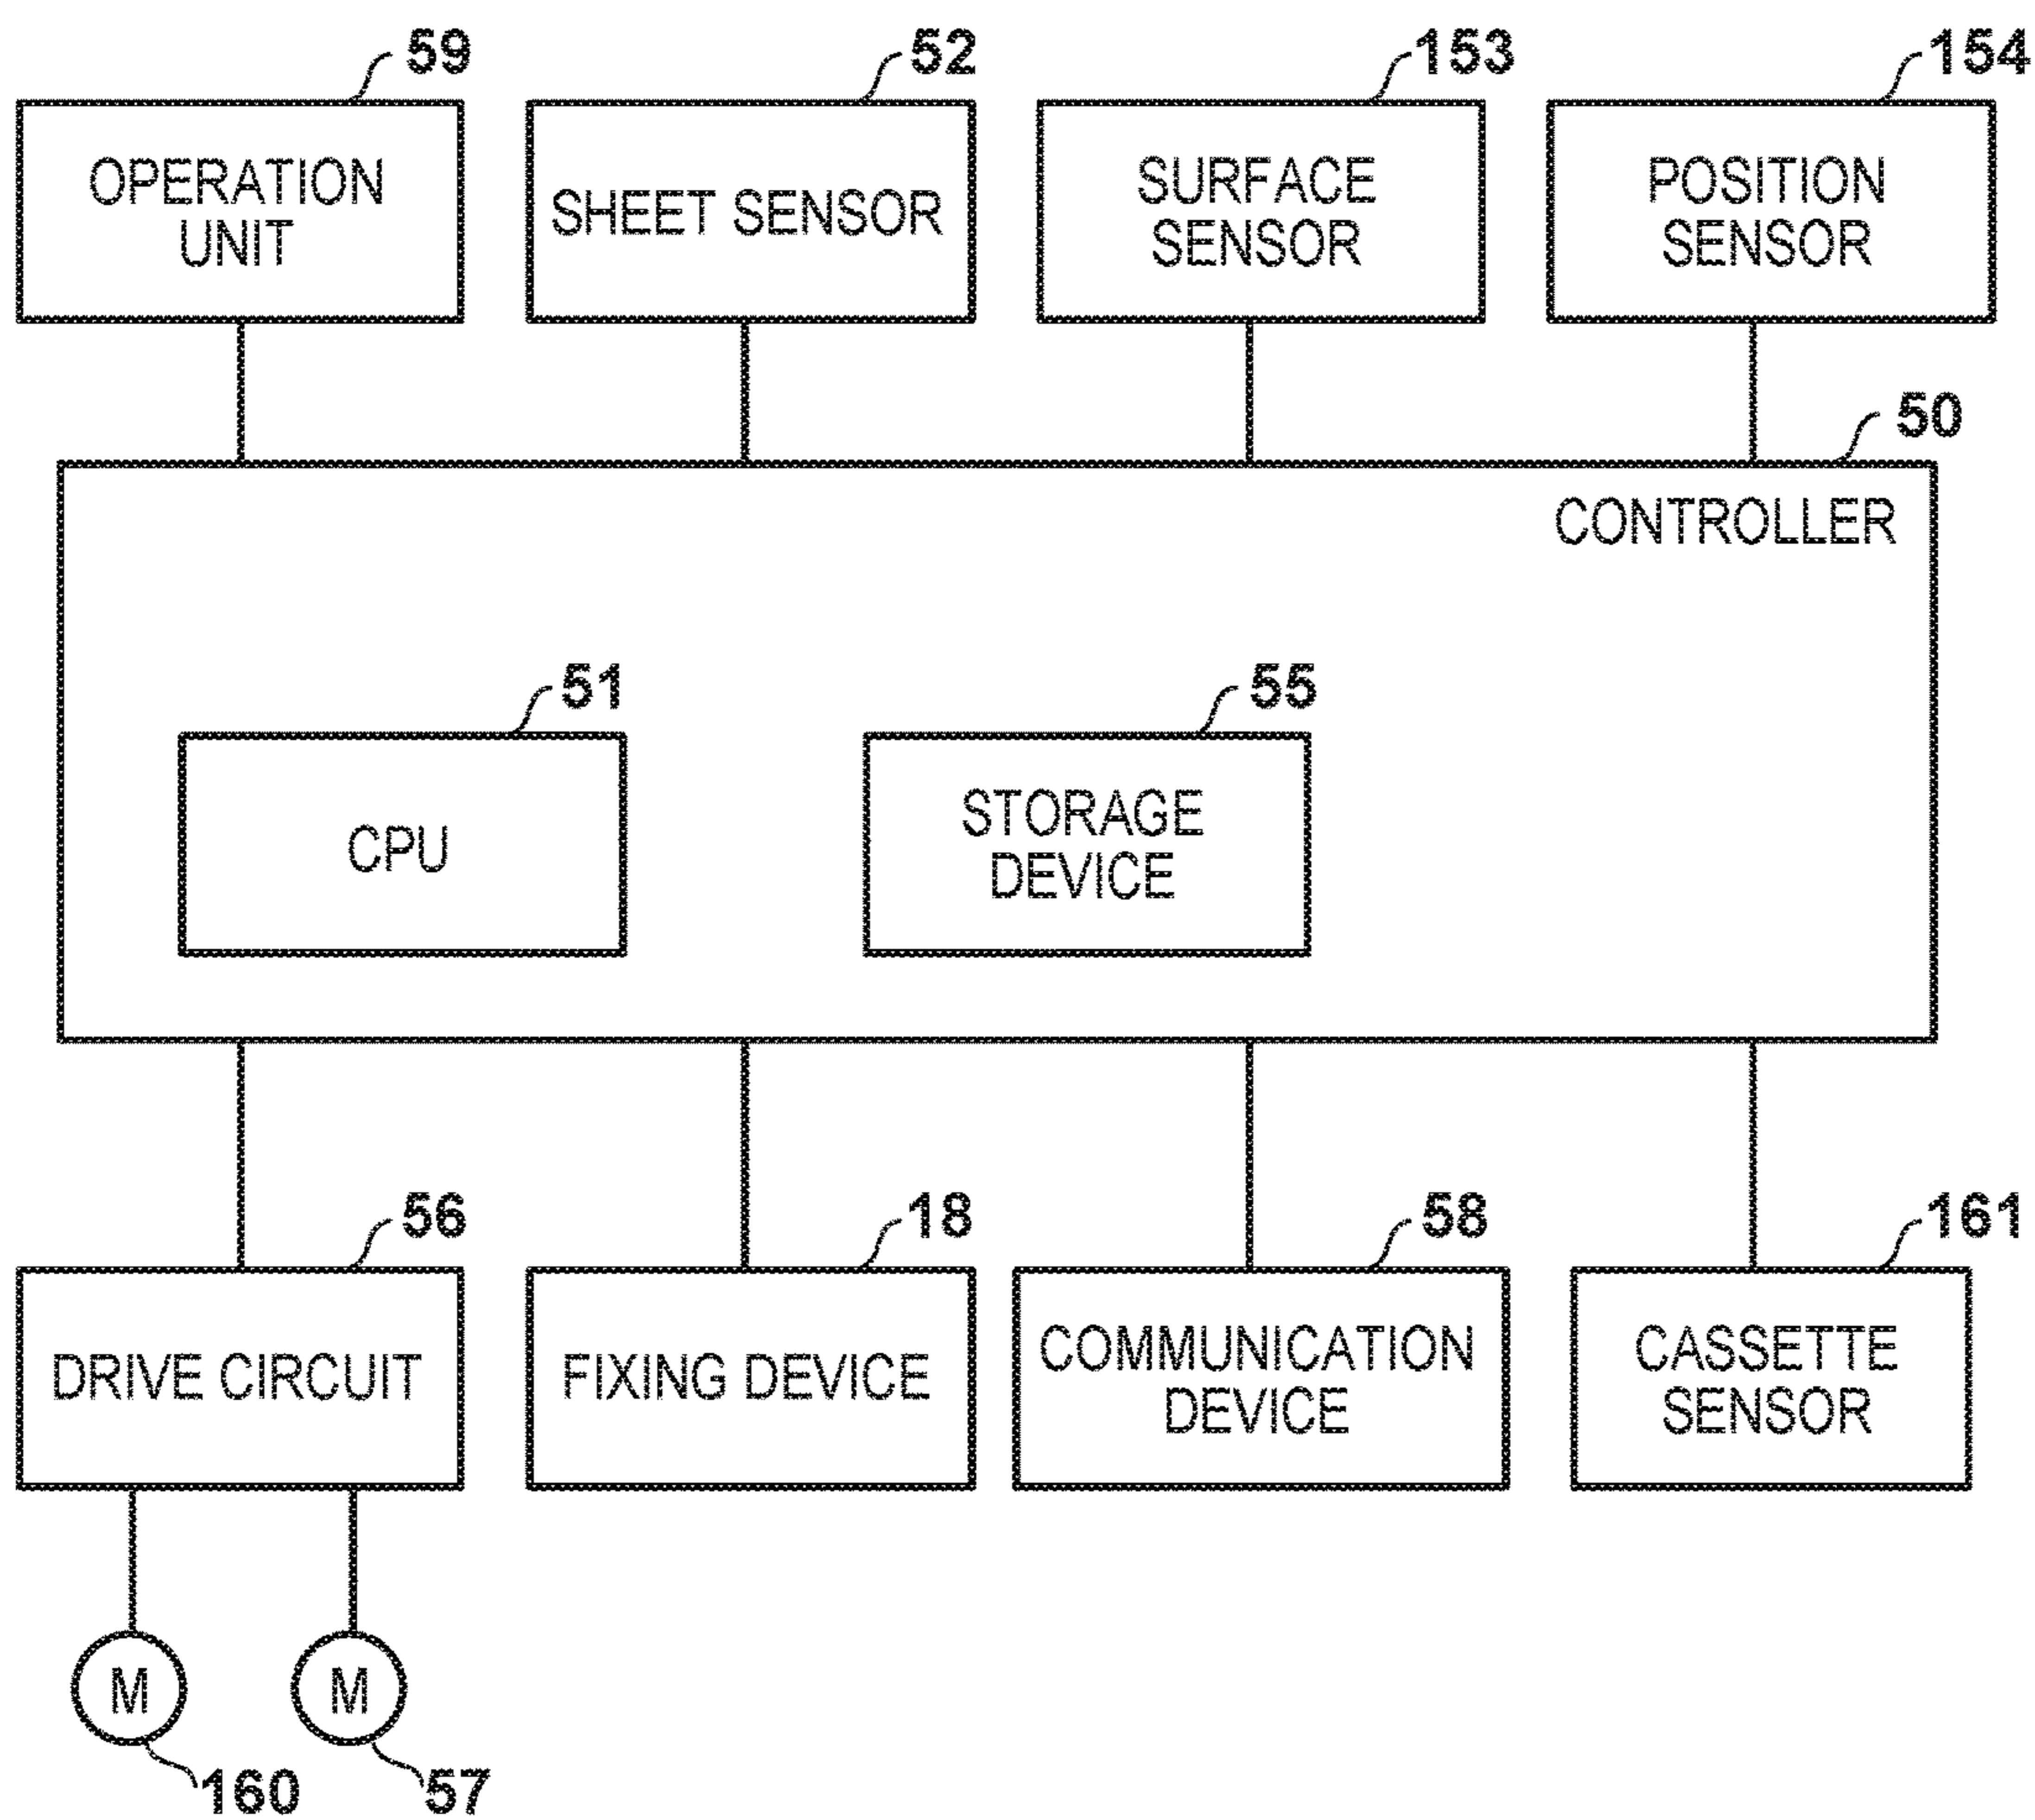 59
52
153
154
OPERATION
UNIT
SHEET SENSOR
SURFACE
SENSOR
POSITION
SENSOR
50
CONTROLLER
51
55
CPU
STORAGE
DEVICE
56
18
58
161
DRIVE CIRCUIT
FIXING DEVICE
COMMUNICATION
DEVICE
CASSETTE
SENSOR
M
M
160
57